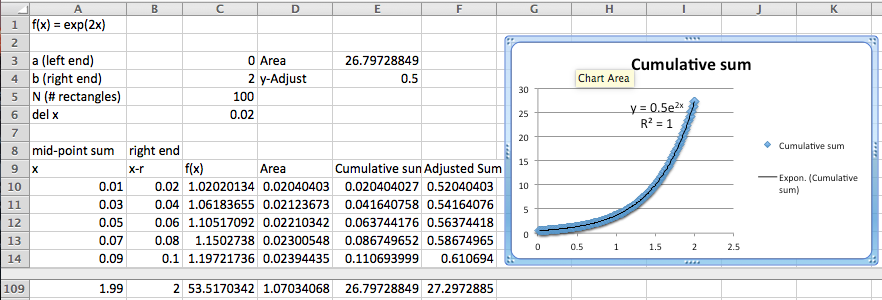 A B C D E F G H I J K
1 f(x) = exp(2x)
2
3 a (left end) 0 Area 26.79728849
4 b (right end) 2 y-Adjust 0.5
5 N (# rectangles) 100
6 del x 0.02
7
8 mid-point sum right end
9 x x-r f(x) Area Cumulative sun Adjusted Sum
10 0.01 0.02 1.02020134 0.02040403 0.020404027 0.52040403
11 0.03 0.04 1.06183655 0.02123673 0.041640758 0.54164076
12 0.05 0.06 1.10517092 0.02210342 0.063744176 0.56374418
13 0.07 0.08 1.1502738 0.02300548 0.086749652 0.58674965
14 0.09 0.1 1.19721736 0.02394435 0.110693999 0.610694
109 1.99 2 53.5170342 1.07034068 26.79728849 27.2972885
Cumulative sum
Chart Area
30
25
20
15
10
5
0
0 0.5 1 1.5 2 2.5
y = 0.5e²ˣ
R² = 1
Cumulative sum
Expon. (Cumulative
sum)